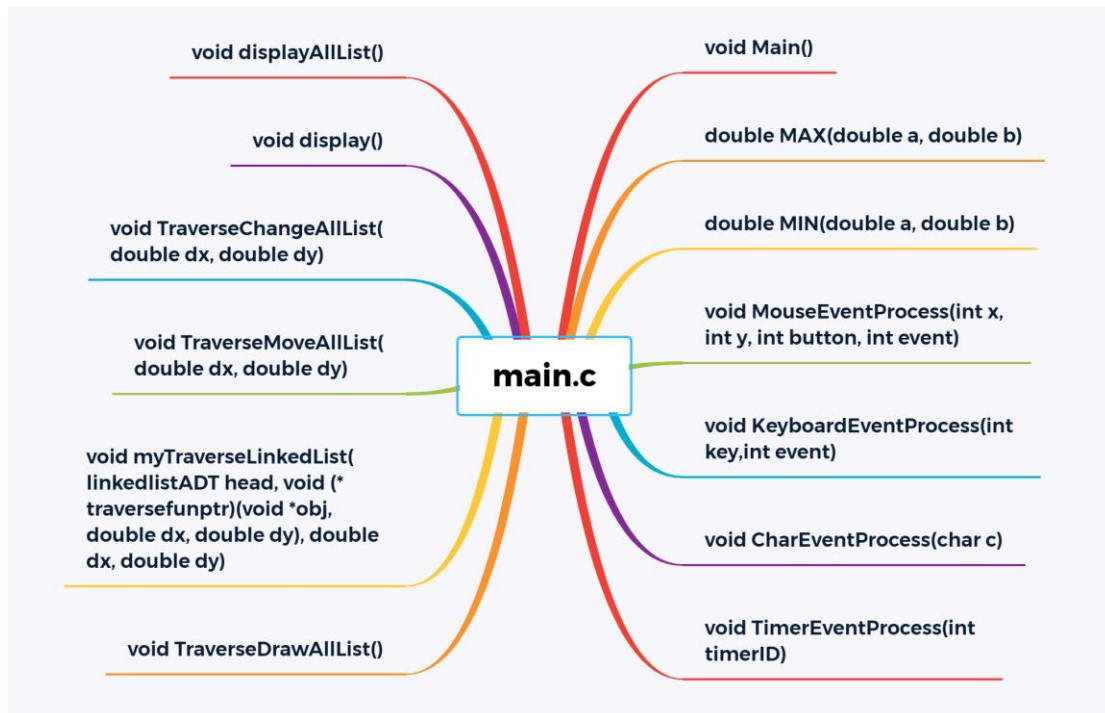 void displayAllList()
void display()
void TraverseChangeAllList(
double dx, double dy)
void TraverseMoveAllList(
double dx, double dy)
void myTraverseLinkedList(
linkedlistADT head, void (*
traversefunptr)(void *obj,
double dx, double dy), double
dx, double dy)
void TraverseDrawAllList()
main.c
void Main()
double MAX(double a, double b)
double MIN(double a, double b)
void MouseEventProcess(int x,
int y, int button, int event)
void KeyboardEventProcess(int
key,int event)
void CharEventProcess(char c)
void TimerEventProcess(int
timerID)